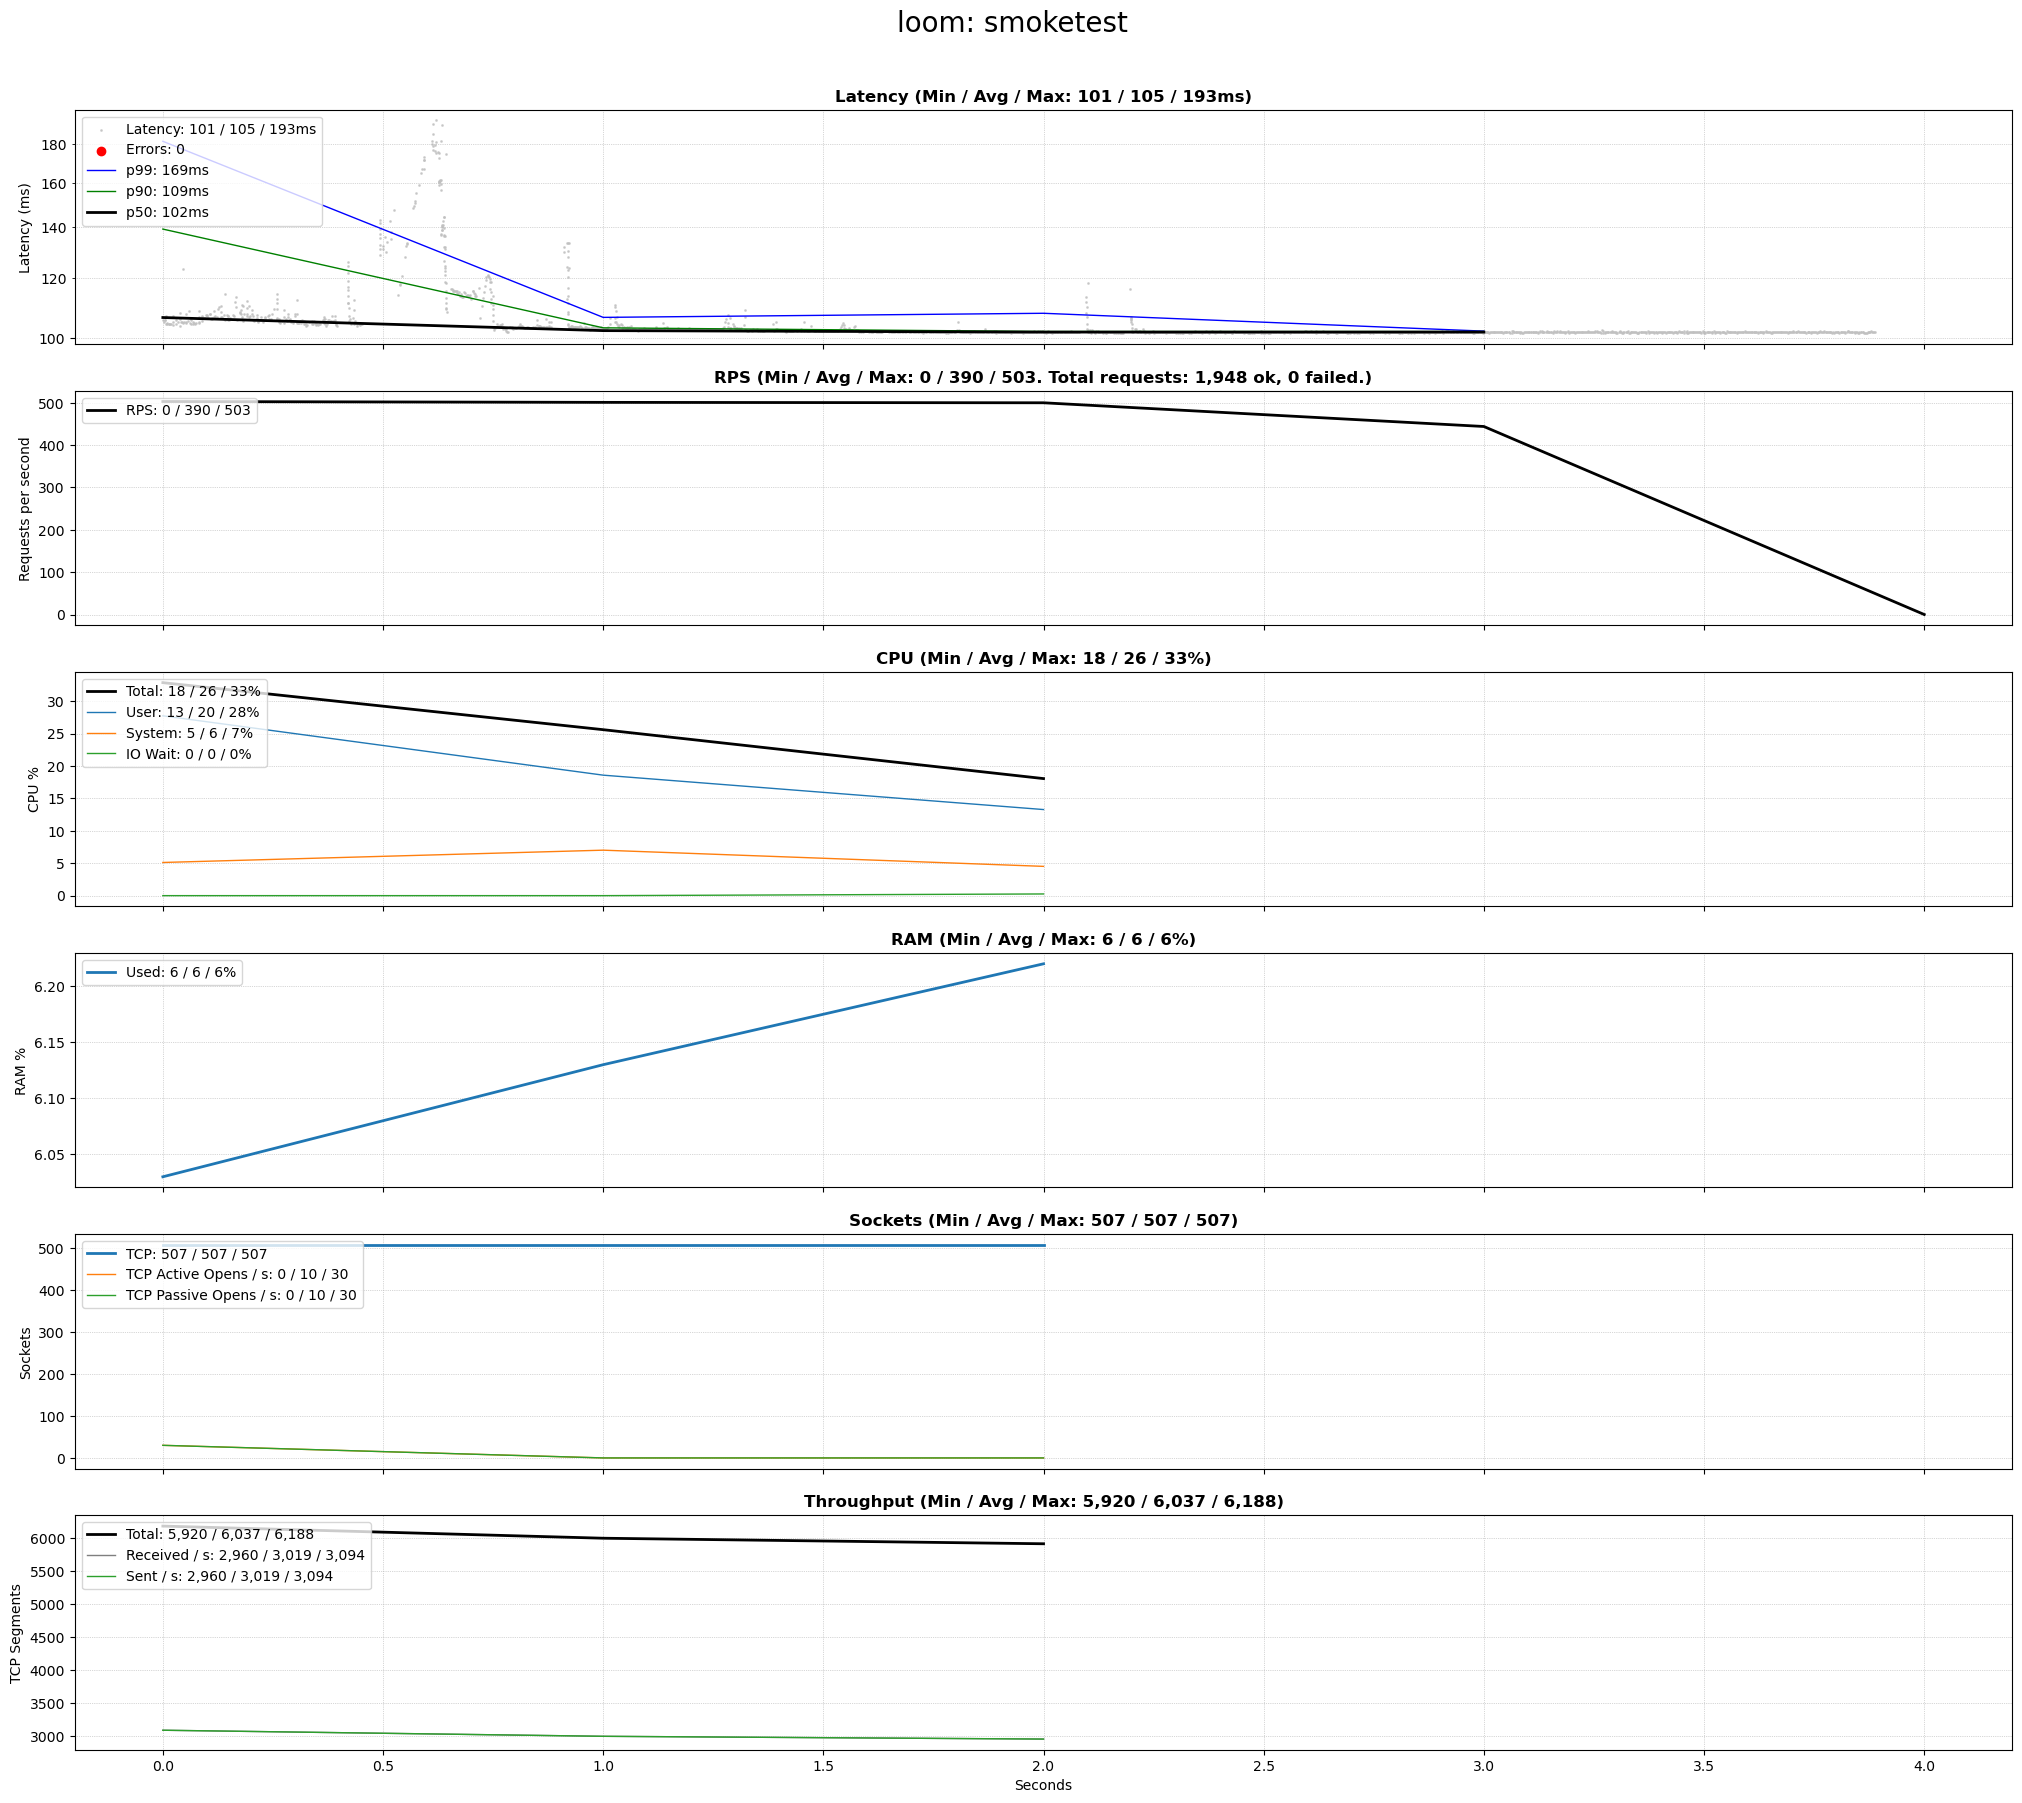 loom: smoketest
Latency (Min / Avg / Max: 101 / 105 / 193ms)
Latency: 101 / 105 / 193ms
Errors: 0
p99: 169ms
p90: 109ms
p50: 102ms
Latency (ms)
180
160
140
120
100
RPS (Min / Avg / Max: 0 / 390 / 503. Total requests: 1,948 ok, 0 failed.)
RPS: 0 / 390 / 503
Requests per second
500
400
300
200
100
0
CPU (Min / Avg / Max: 18 / 26 / 33%)
Total: 18 / 26 / 33%
User: 13 / 20 / 28%
System: 5 / 6 / 7%
IO Wait: 0 / 0 / 0%
CPU %
30
25
20
15
10
5
0
RAM (Min / Avg / Max: 6 / 6 / 6%)
Used: 6 / 6 / 6%
RAM %
6.20
6.15
6.10
6.05
Sockets (Min / Avg / Max: 507 / 507 / 507)
TCP: 507 / 507 / 507
TCP Active Opens / s: 0 / 10 / 30
TCP Passive Opens / s: 0 / 10 / 30
Sockets
500
400
300
200
100
0
Throughput (Min / Avg / Max: 5,920 / 6,037 / 6,188)
Total: 5,920 / 6,037 / 6,188
Received / s: 2,960 / 3,019 / 3,094
Sent / s: 2,960 / 3,019 / 3,094
TCP Segments
6000
5500
5000
4500
4000
3500
3000
0.0 0.5 1.0 1.5 2.0 2.5 3.0 3.5 4.0
Seconds